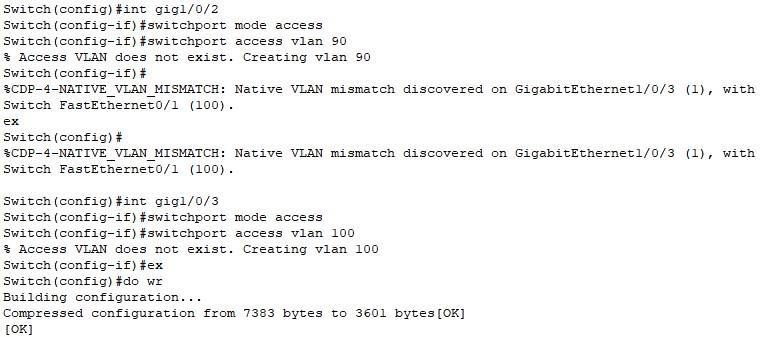 Switch(config)#int gig1/0/2
Switch(config-if)#switchport mode access
Switch(config-if)#switchport access vlan 90
% Access VLAN does not exist. Creating vlan 90
Switch(config-if)#
%CDP-4-NATIVE_VLAN_MISMATCH: Native VLAN mismatch discovered on GigabitEthernet1/0/3 (1), with
Switch FastEthernet0/1 (100).
ex
Switch(config)#
%CDP-4-NATIVE_VLAN_MISMATCH: Native VLAN mismatch discovered on GigabitEthernet1/0/3 (1), with
Switch FastEthernet0/1 (100).
Switch(config)#int gig1/0/3
Switch(config-if)#switchport mode access
Switch(config-if)#switchport access vlan 100
% Access VLAN does not exist. Creating vlan 100
Switch(config-if)#ex
Switch(config)#do wr
Building configuration...
Compressed configuration from 7383 bytes to 3601 bytes[OK]
[OK]